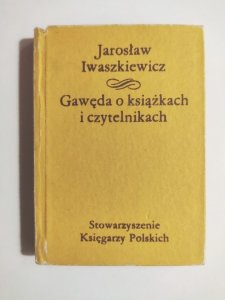 Jarosław
Iwaszkiewicz
Gawęda o książkach
i czytelnikach
Stowarzyszenie
Księgarzy Polskich